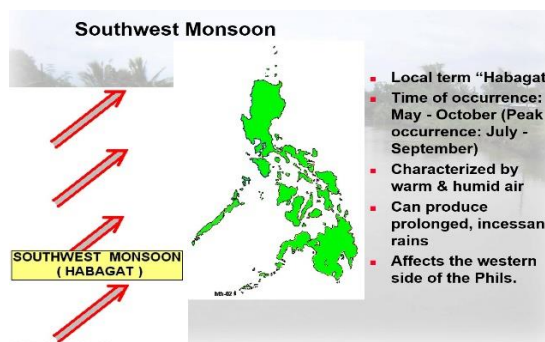 Southwest Monsoon
SOUTHWEST MONSOON
( HABAGAT )
Local term “Habagat
Time of occurrence:
May - October (Peak
occurrence: July -
September)
Characterized by
warm & humid air
Can produce
prolonged, incessan
rains
Affects the western
side of the Phils.